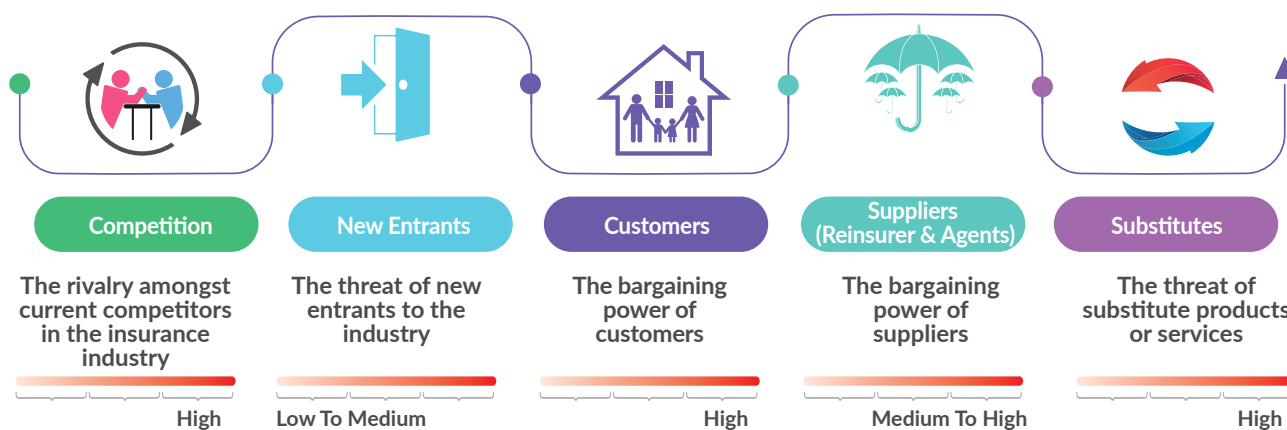 Competition
The rivalry amongst
current competitors
in the insurance
industry
High
New Entrants
The threat of new
entrants to the
industry
Low To Medium
Customers
The bargaining
power of
customers
High
Suppliers
(Reinsurer & Agents)
The bargaining
power of
suppliers
Medium To High
Substitutes
The threat of
substitute products
or services
High